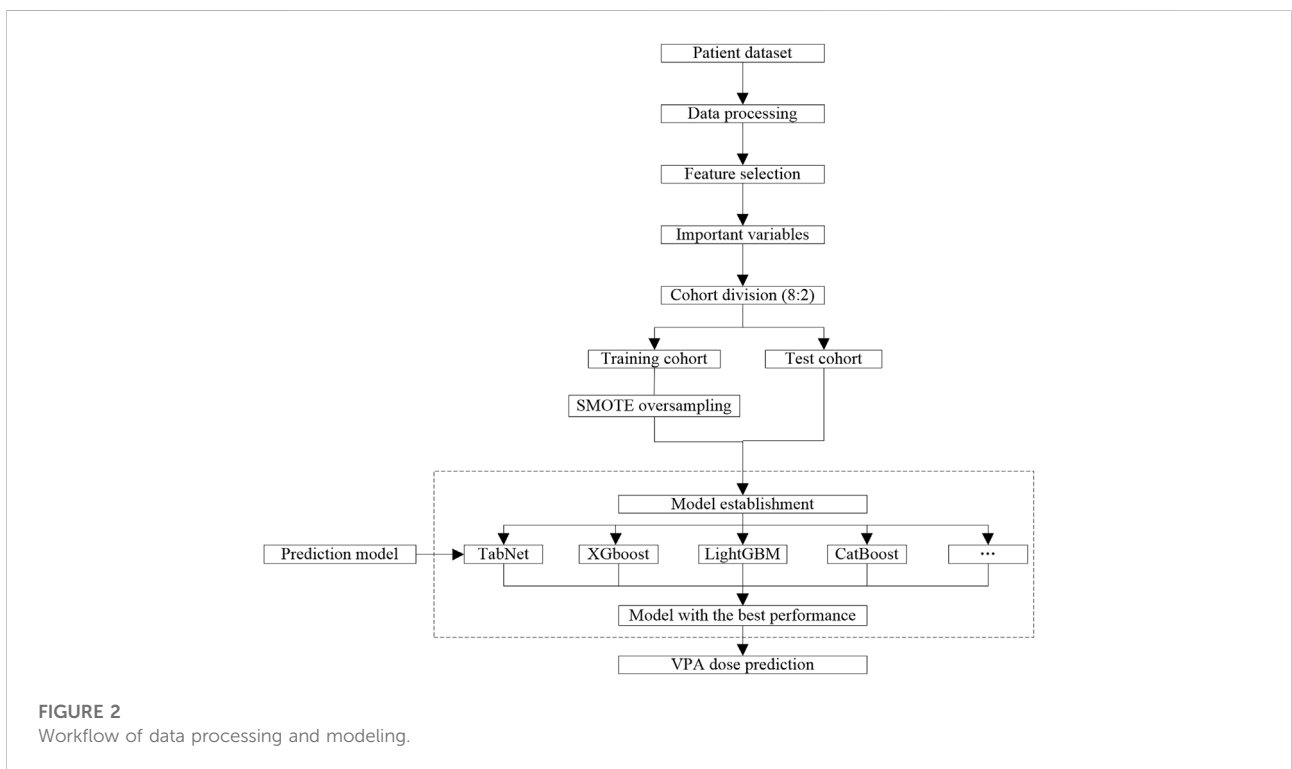 Patient dataset
Data processing
Feature selection
Important variables
Cohort division (8:2)
Training cohort
Test cohort
SMOTE oversampling
Model establishment
Prediction model
TabNet
XGboost
LightGBM
CatBoost
···
Model with the best performance
VPA dose prediction
FIGURE 2
Workflow of data processing and modeling.